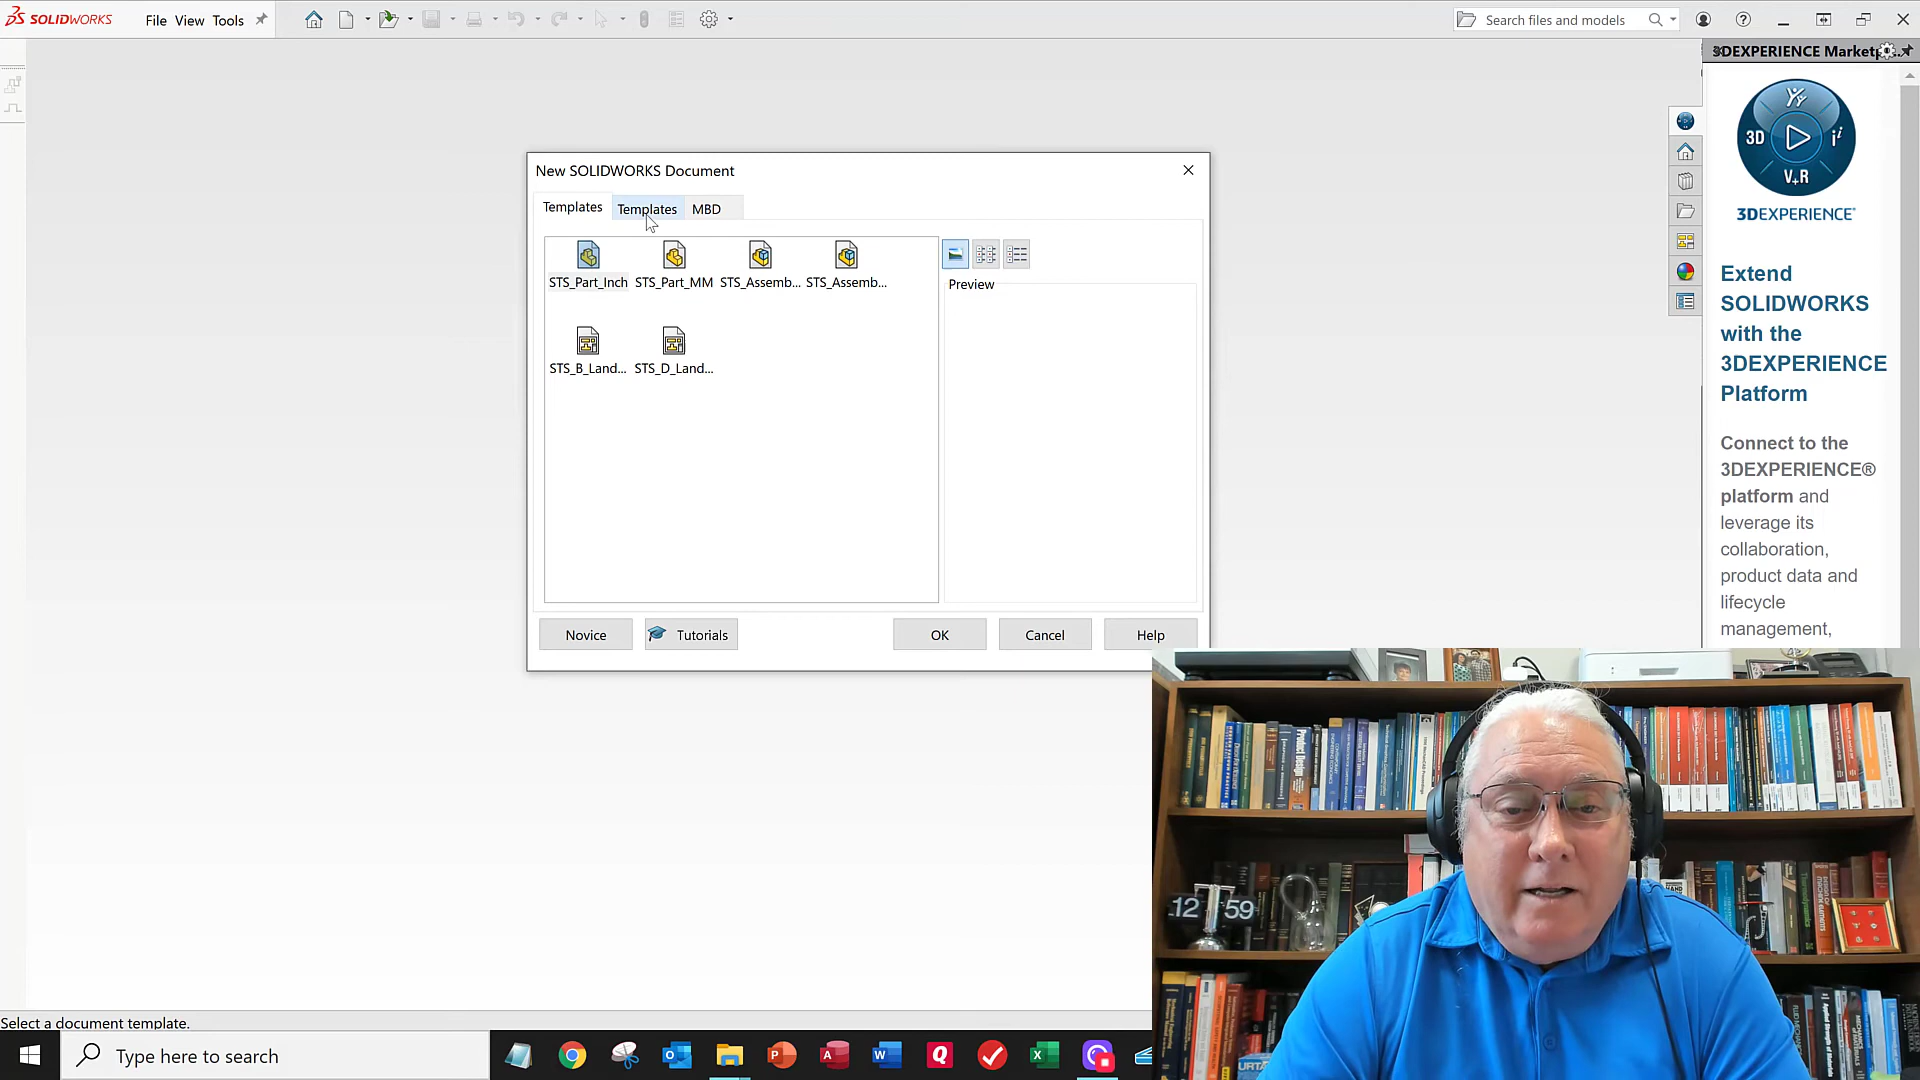 SOLIDWORKS
File View Tools
Search files and models
3DEXPERIENCE Marketp...
New SOLIDWORKS Document
Templates
Templates
MBD
STS_Part_Inch
STS_Part_MM
STS_Assemb...
STS_Assemb...
STS_B_Land...
STS_D_Land...
Preview
Novice
Tutorials
OK
Cancel
Help
3D
V+R
3DEXPERIENCE®
Extend
SOLIDWORKS
with the
3DEXPERIENCE
Platform
Connect to the
3DEXPERIENCE®
platform and
leverage its
collaboration,
product data and
lifecycle
management,
Product Design
12 59
Select a document template.
Type here to search